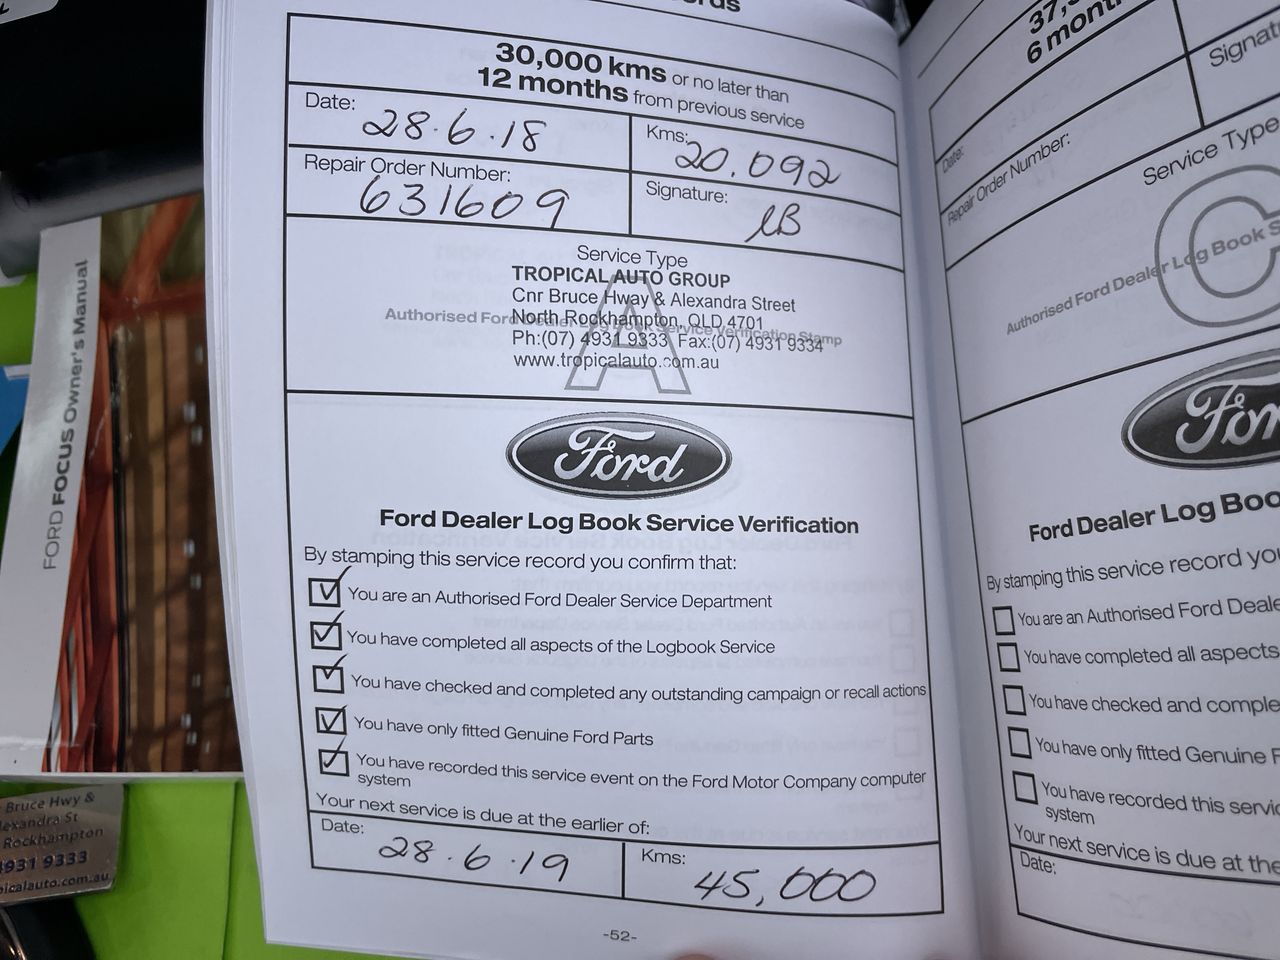 30,000 kms or no later than
12 months from previous service
Date: 28.6.18
Kms: 20,092
Repair Order Number: 631609
Signature: LB
Service Type
A
TROPICAL AUTO GROUP
Cnr Bruce Hway & Alexandra Street
North Rockhampton, QLD 4701
Authorised Ford Dealer Log Book Service Verification Stamp
Ph:(07) 4931 9333 Fax:(07) 4931 9334
www.tropicalauto.com.au
Ford
Ford Dealer Log Book Service Verification
By stamping this service record you confirm that:
You are an Authorised Ford Dealer Service Department
You have completed all aspects of the Logbook Service
You have checked and completed any outstanding campaign or recall actions
You have only fitted Genuine Ford Parts
You have recorded this service event on the Ford Motor Company computer
system
Your next service is due at the earlier of:
Date: 28.6.19
Kms: 45,000
-52-
6
Date:
Repair Order Number:
Service Type
C
Authorised Ford Dealer Log Book
Ford Dealer Log
By stamping this service record
You are an Authorised Ford
You have completed all aspects
You have checked and
You have only fitted Genuine
You have recorded this
system
Your next service is due at the
Date:
FORD FOCUS Owner's Manual
Bruce Hwy &
St
Rockhampton
4931 9333